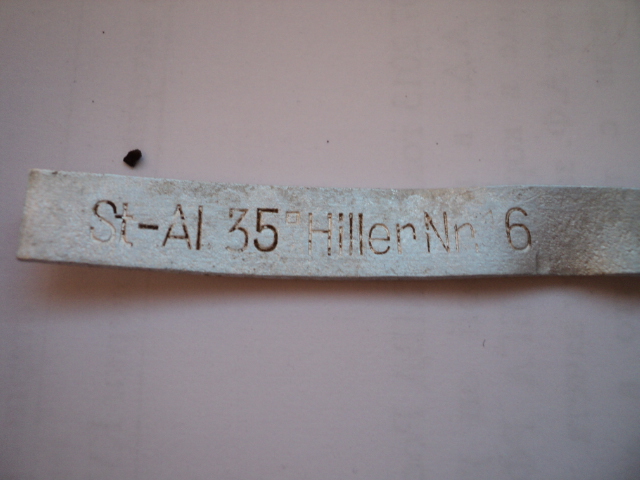 St-Al. 35▫Hiller Nr. 6